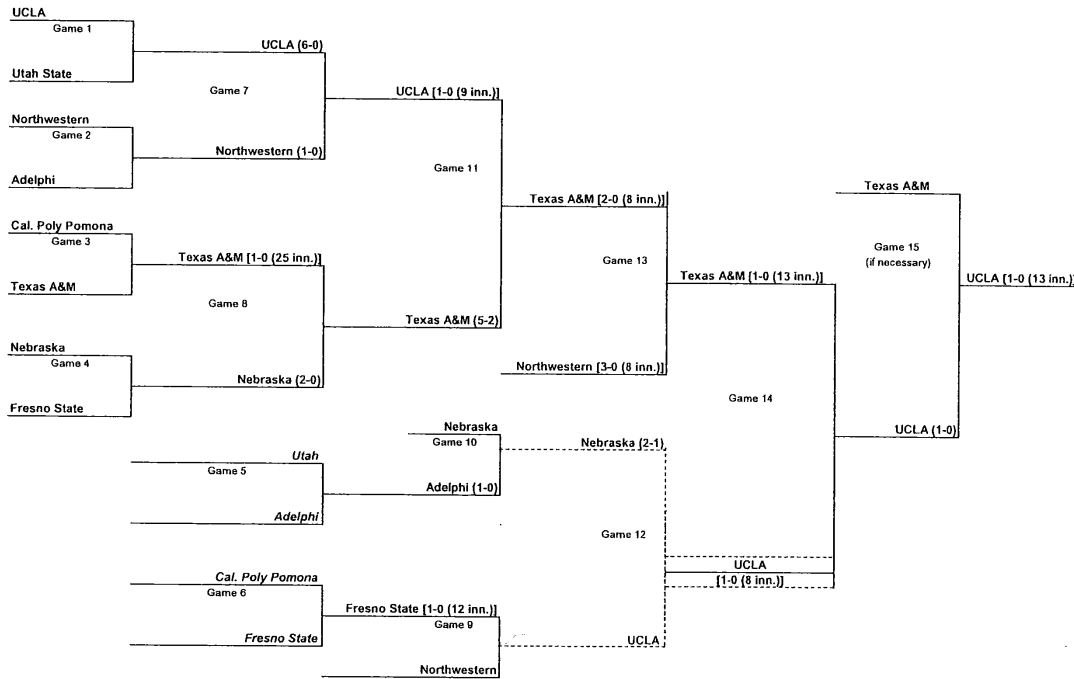 UCLA
Game 1
UCLA (6-0)
Utah State
Game 7
UCLA [1-0 (9 inn.)]
Northwestern
Game 2
Northwestern (1-0)
Adelphi
Game 11
Texas A&M [2-0 (8 inn.)]
Texas A&M
Cal. Poly Pomona
Game 3
Texas A&M [1-0 (25 inn.)]
Texas A&M
Game 8
Texas A&M (5-2)
Game 13
Texas A&M [1-0 (13 inn.)]
Game 15
(if necessary)
UCLA [1-0 (13 inn.)]
Nebraska
Game 4
Nebraska (2-0)
Fresno State
Northwestern [3-0 (8 inn.)]
Game 14
Nebraska
Game 10
Nebraska (2-1)
UCLA (1-0)
Utah
Game 5
Adelphi (1-0)
Adelphi
Game 12
UCLA
[1-0 (8 inn.)]
Cal. Poly Pomona
Game 6
Fresno State [1-0 (12 inn.)]
Game 9
Fresno State
UCLA
Northwestern